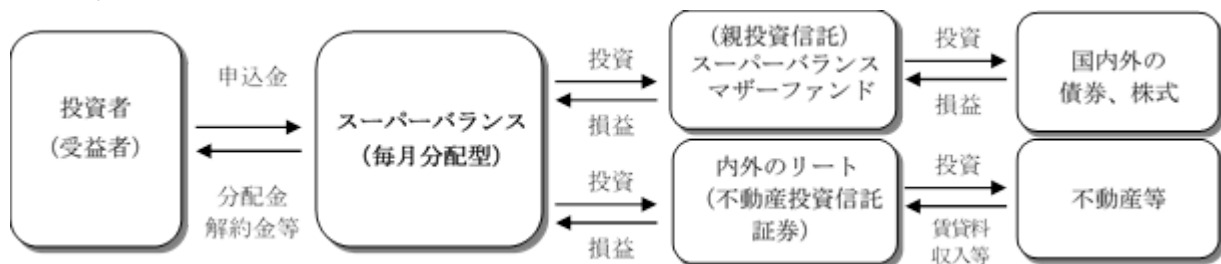 投資者
(受益者)
申込金
分配金
解約金等
スーパーバランス
(毎月分配型)
投資
損益
投資
損益
(親投資信託)
スーパーバランス
マザーファンド
内外のリート
(不動産投資信託
証券)
投資
損益
投資
賃貸料
収入等
国内外の
債券、株式
不動産等